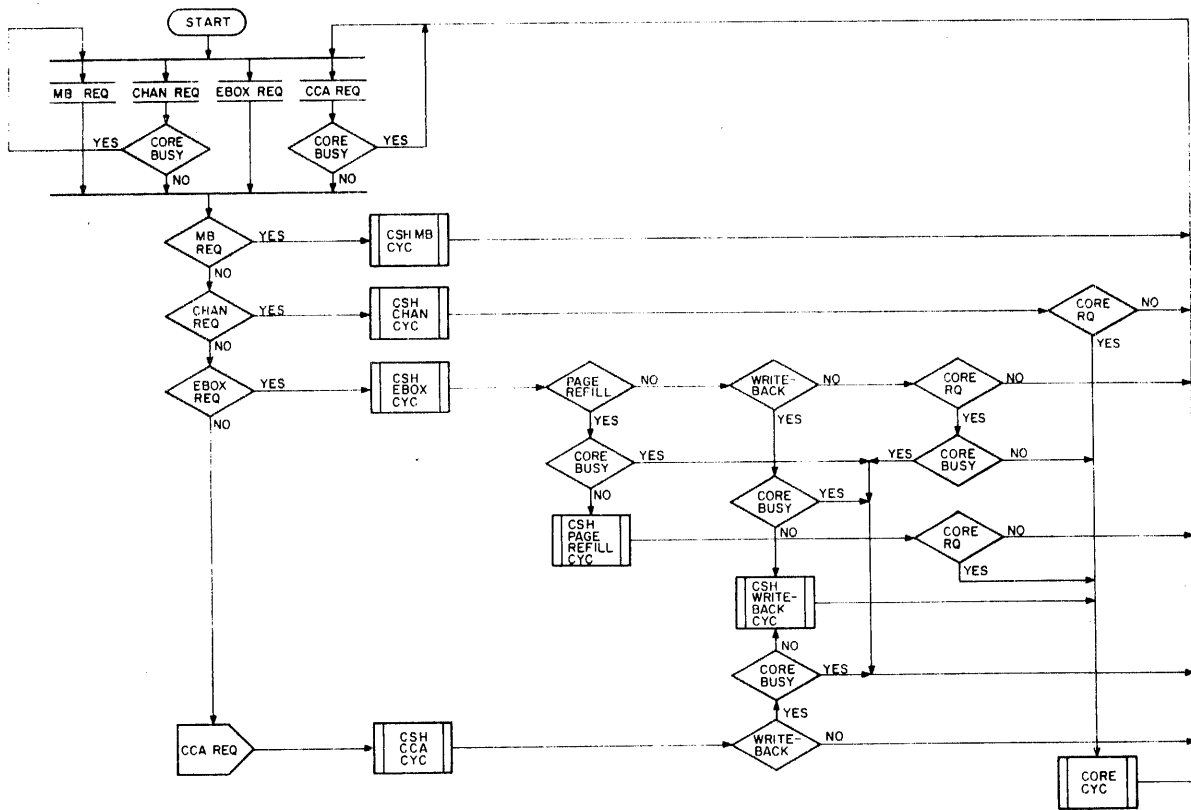 START
MB REQ
CHAN REQ
EBOX REQ
CCA REQ
YES
CORE
BUSY
NO
CORE
BUSY
YES
NO
MB
REQ
YES
CSH MB
CYC
NO
CHAN
REQ
YES
CSH
CHAN
CYC
CORE
RQ
NO
YES
NO
EBOX
REQ
YES
CSH
EBOX
CYC
PAGE
REFILL
NO
WRITE-
BACK
NO
CORE
RQ
NO
NO
YES
YES
YES
CORE
BUSY
YES
YES
CORE
BUSY
NO
NO
CORE
BUSY
YES
NO
CSH
PAGE
REFILL
CYC
CORE
RQ
NO
YES
CSH
WRITE-
BACK
CYC
NO
CORE
BUSY
YES
YES
CCA REQ
CSH
CCA
CYC
WRITE-
BACK
NO
CORE
CYC